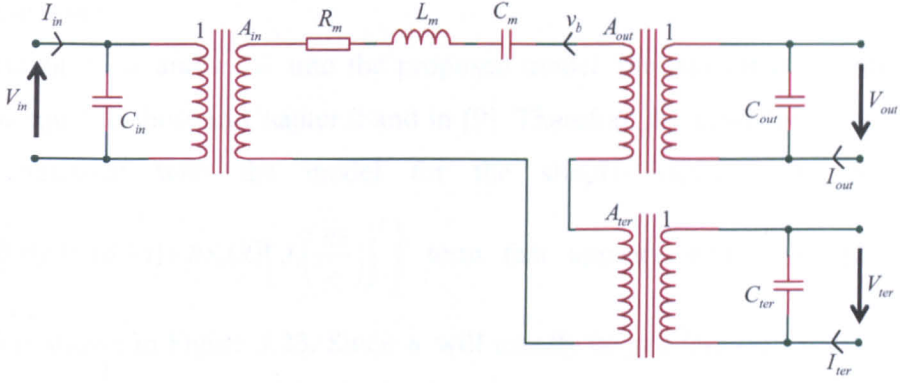 I_in
1
A_in
R_m
L_m
C_m
v_b
A_out
1
V_in
C_in
C_out
V_out
I_out
A_ter
1
C_ter
V_ter
I_ter